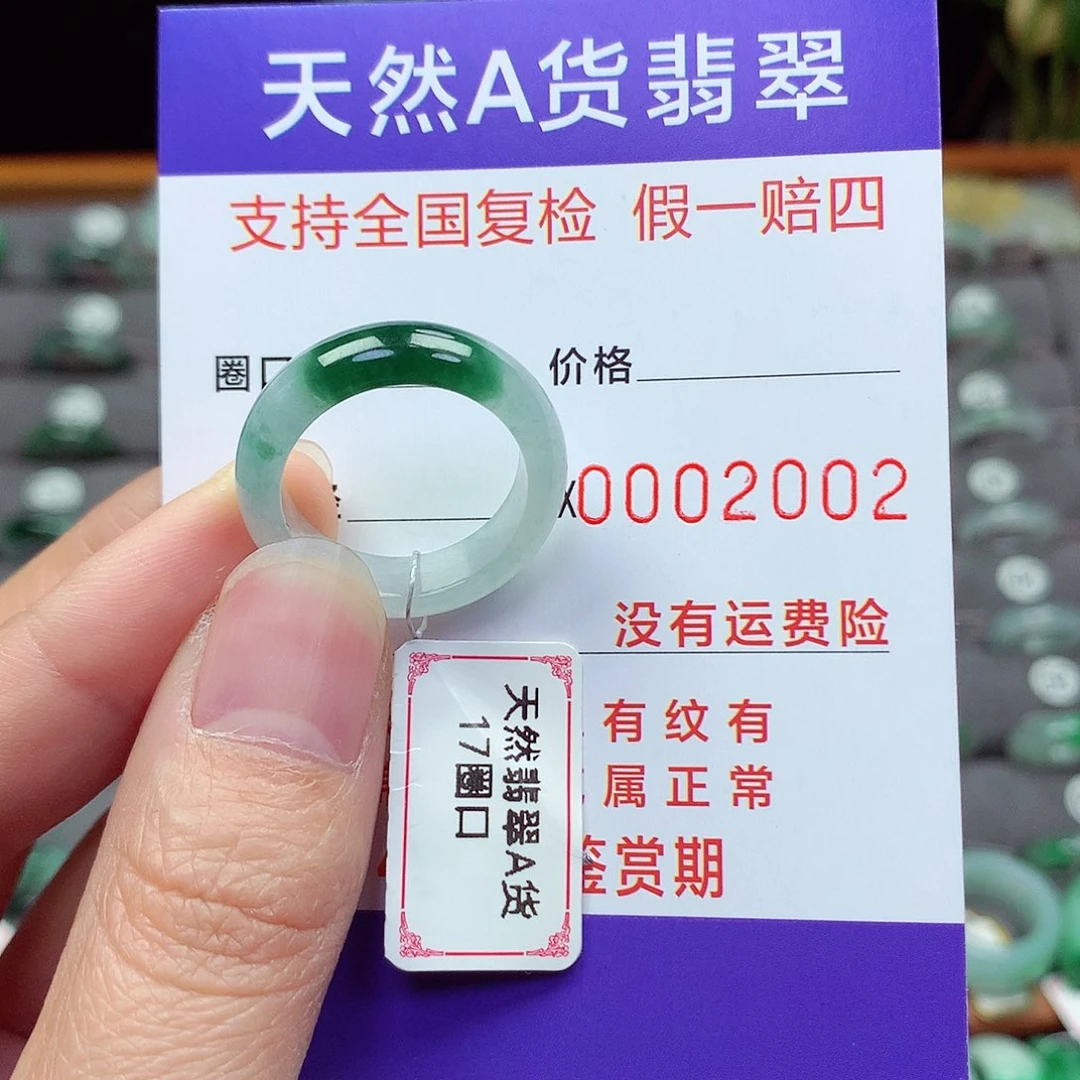 天然A货翡翠
支持全国复检 假一赔四
圈口 价格
X0002002
没有运费险
有纹有
属正常
鉴赏期
天然翡翠A货
17圈口